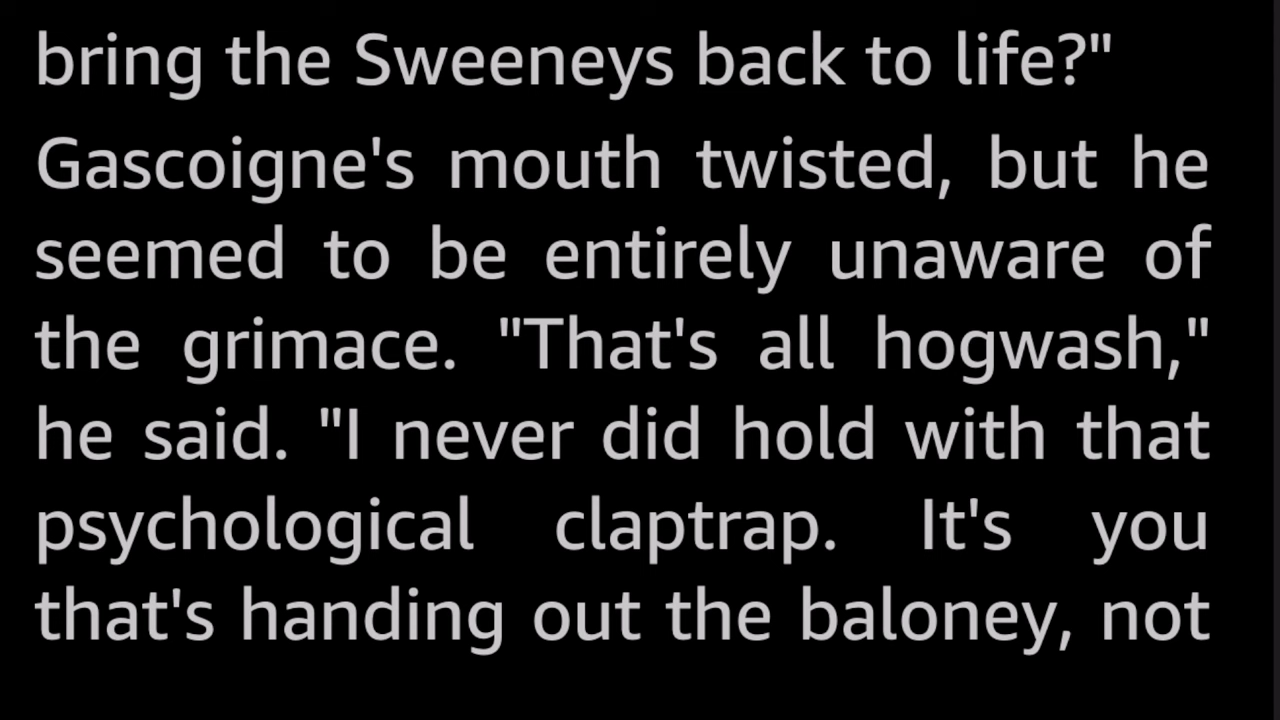 bring the Sweeneys back to life?"
Gascoigne's mouth twisted, but he
seemed to be entirely unaware of
the grimace. "That's all hogwash,"
he said. "I never did hold with that
psychological claptrap. It's you
that's handing out the baloney, not